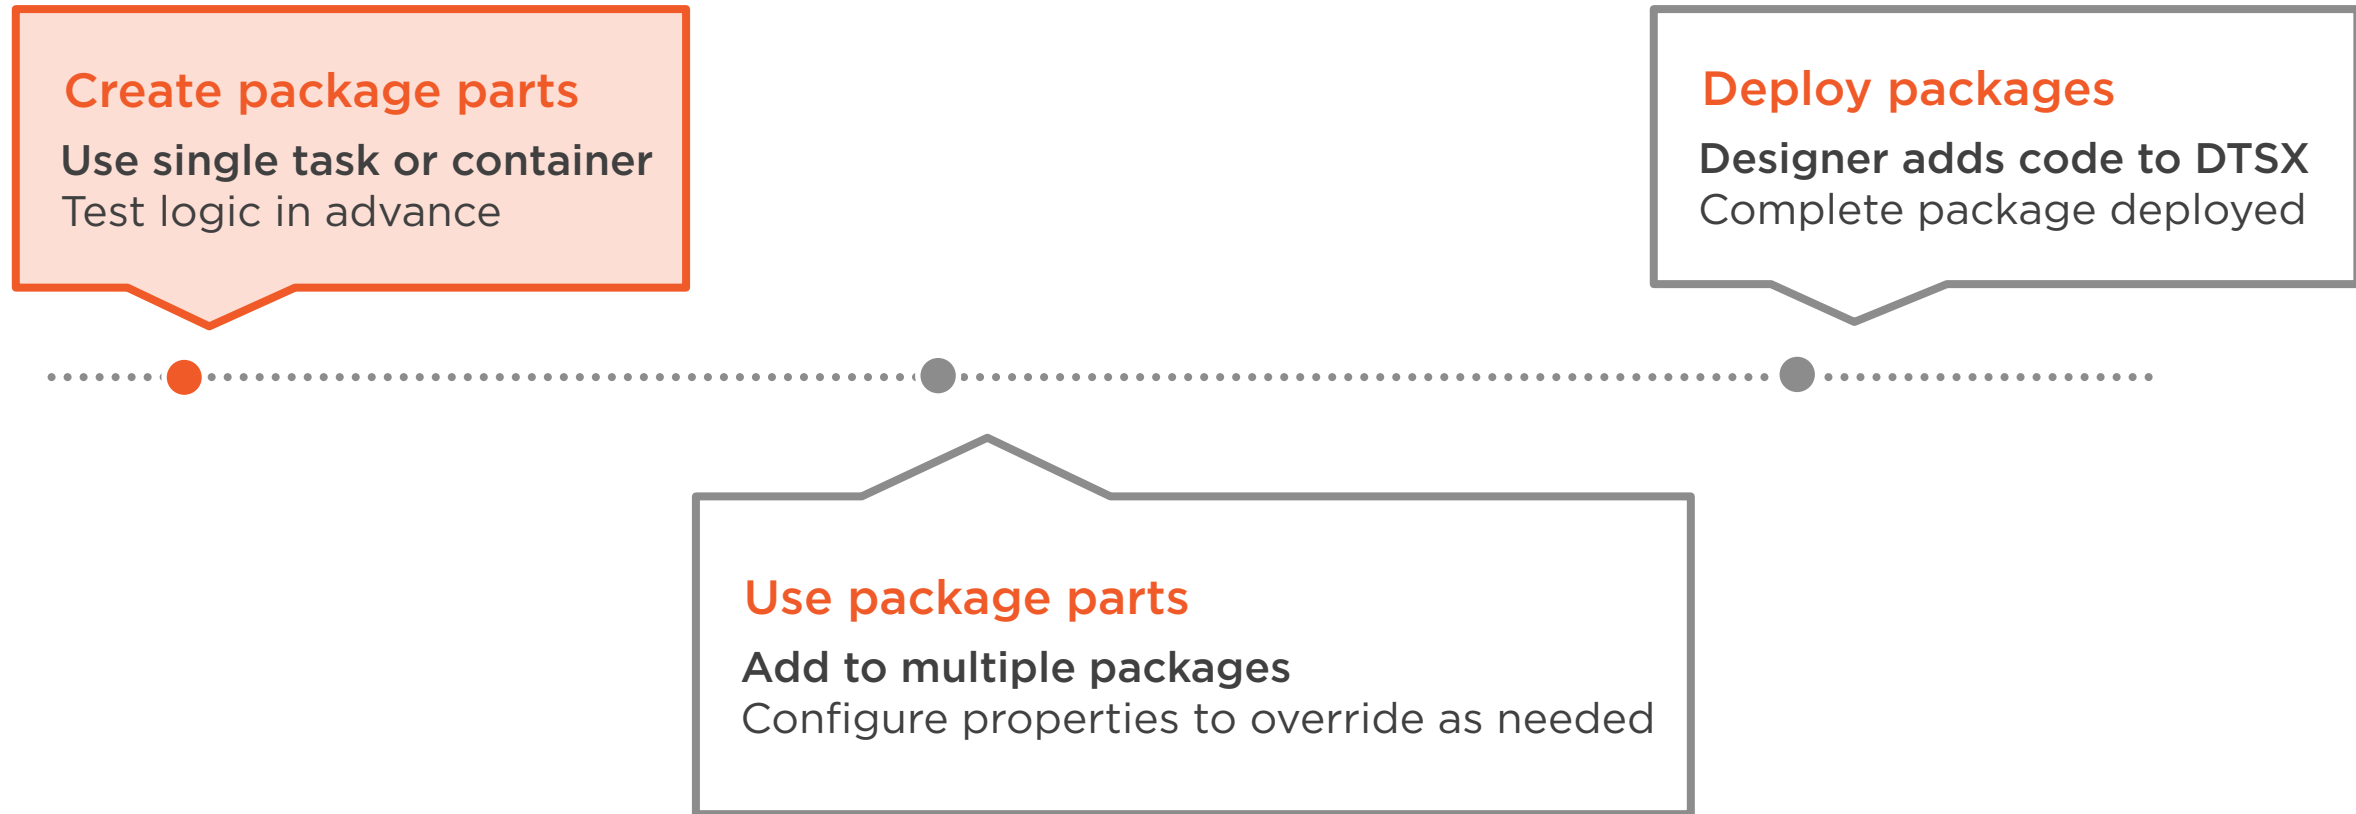 Create package parts
Use single task or container
Test logic in advance
Use package parts
Add to multiple packages
Configure properties to override as needed
Deploy packages
Designer adds code to DTSX
Complete package deployed